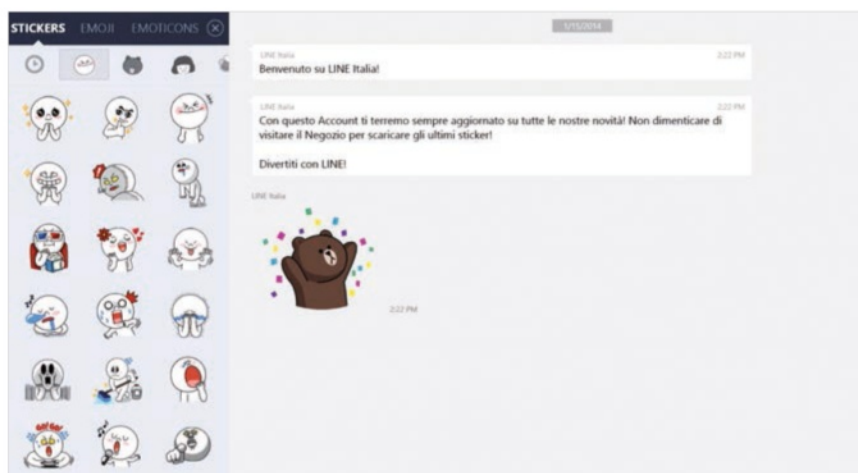 STICKERS EMOJI EMOTICONS
1/15/2014
LINE Italia 2:22 PM
Benvenuto su LINE Italia!
LINE Italia 2:22 PM
Con questo Account ti terremo sempre aggiornato su tutte le nostre novità! Non dimenticare di
visitare il Negozio per scaricare gli ultimi sticker!
Divertiti con LINE!
LINE Italia
2:22 PM
GO! GO!